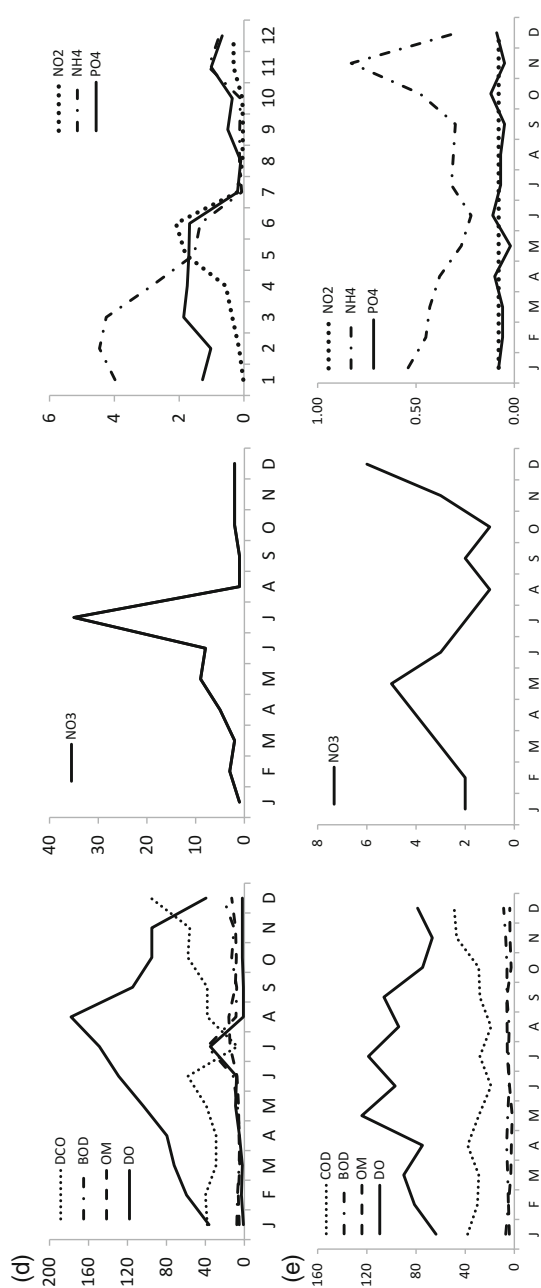 (d)
200
160
120
80
40
0
DCO
BOD
OM
DO
J F M A M J J A S O N D
40
30
20
10
0
NO3
J F M A M J J A S O N D
6
4
2
0
NO2
NH4
PO4
1 2 3 4 5 6 7 8 9 10 11 12
(e)
160
120
80
40
0
COD
BOD
OM
DO
J F M A M J J A S O N D
8
6
4
2
0
NO3
J F M A M J J A S O N D
1.00
0.50
0.00
NO2
NH4
PO4
J F M A M J J A S O N D